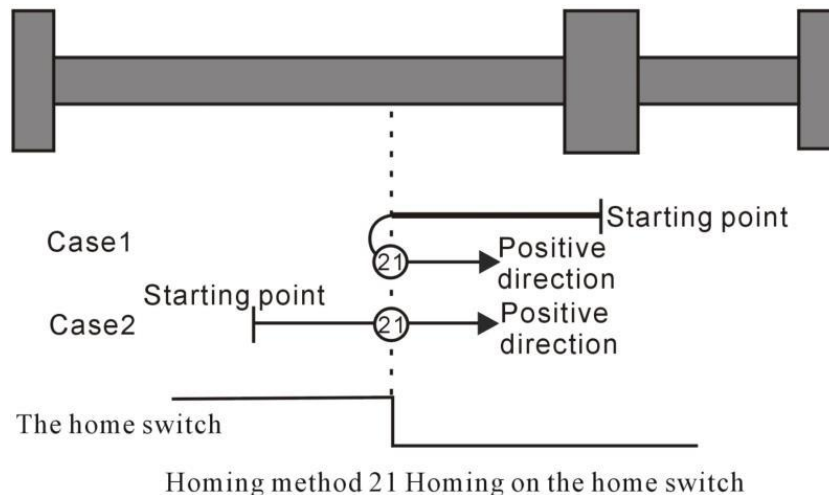 Starting point
Case1
21
Positive
direction
Starting point
Case2
21
Positive
direction
The home switch
Homing method 21 Homing on the home switch